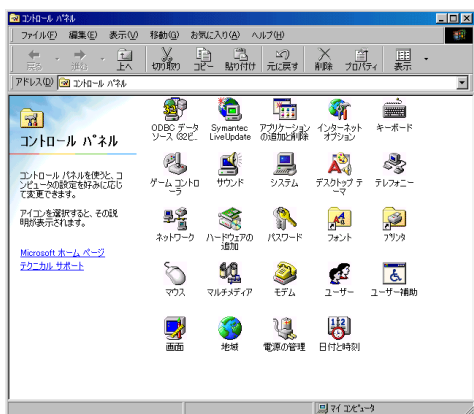 コントロール パネル
ファイル(F) 編集(E) 表示(V) 移動(G) お気に入り(A) ヘルプ(H)
戻る 進む 上へ 切り取り コピー 貼り付け 元に戻す 削除 プロパティ 表示
アドレス(D) コントロール パネル
コントロール パネル
コントロール パネルを使うと、コ
ンピュータの設定を好みに応じ
て変更できます。
アイコンを選択すると、その説
明が表示されます。
Microsoft ホーム ページ
テクニカル サポート
ODBC データ
ソース (32ビ...
Symantec
LiveUpdate
アプリケーション
の追加と削除
インターネット
オプション
キーボード
ゲーム コントロ
ーラ
サウンド
システム
デスクトップ テ
ーマ
テレフォニー
ネットワーク
ハードウェアの
追加
パスワード
フォント
プリンタ
マウス
マルチメディア
モデム
ユーザー
ユーザー補助
画面
地域
電源の管理
日付と時刻
マイ コンピュータ